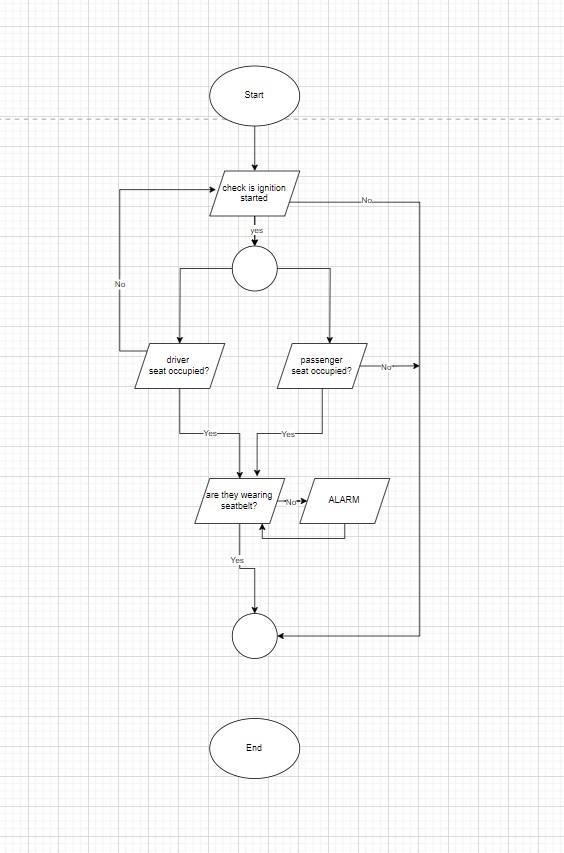 Start
check is ignition
started
No
yes
No
driver
seat occupied?
passenger
seat occupied?
No
Yes
Yes
are they wearing
seatbelt?
No
ALARM
Yes
End